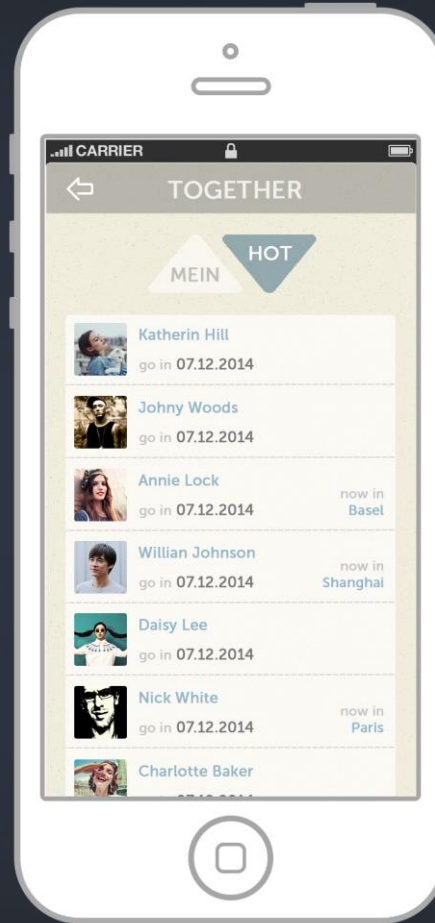 CARRIER
TOGETHER
MEIN
HOT
Katherin Hill
go in 07.12.2014
Johny Woods
go in 07.12.2014
Annie Lock
go in 07.12.2014
now in
Basel
Willian Johnson
go in 07.12.2014
now in
Shanghai
Daisy Lee
go in 07.12.2014
Nick White
go in 07.12.2014
now in
Paris
Charlotte Baker